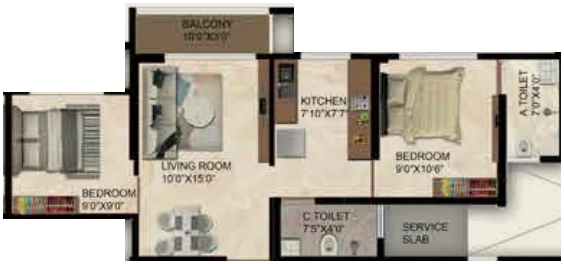 BALCONY
10'0"X3'0"
KITCHEN
7'10"X7'7"
A.TOILET
7'0"X4'0"
LIVING ROOM
10'0"X15'0"
BEDROOM
9'0"X10'6"
BEDROOM
9'0"X9'0"
C.TOILET
7'5"X4'0"
SERVICE
SLAB